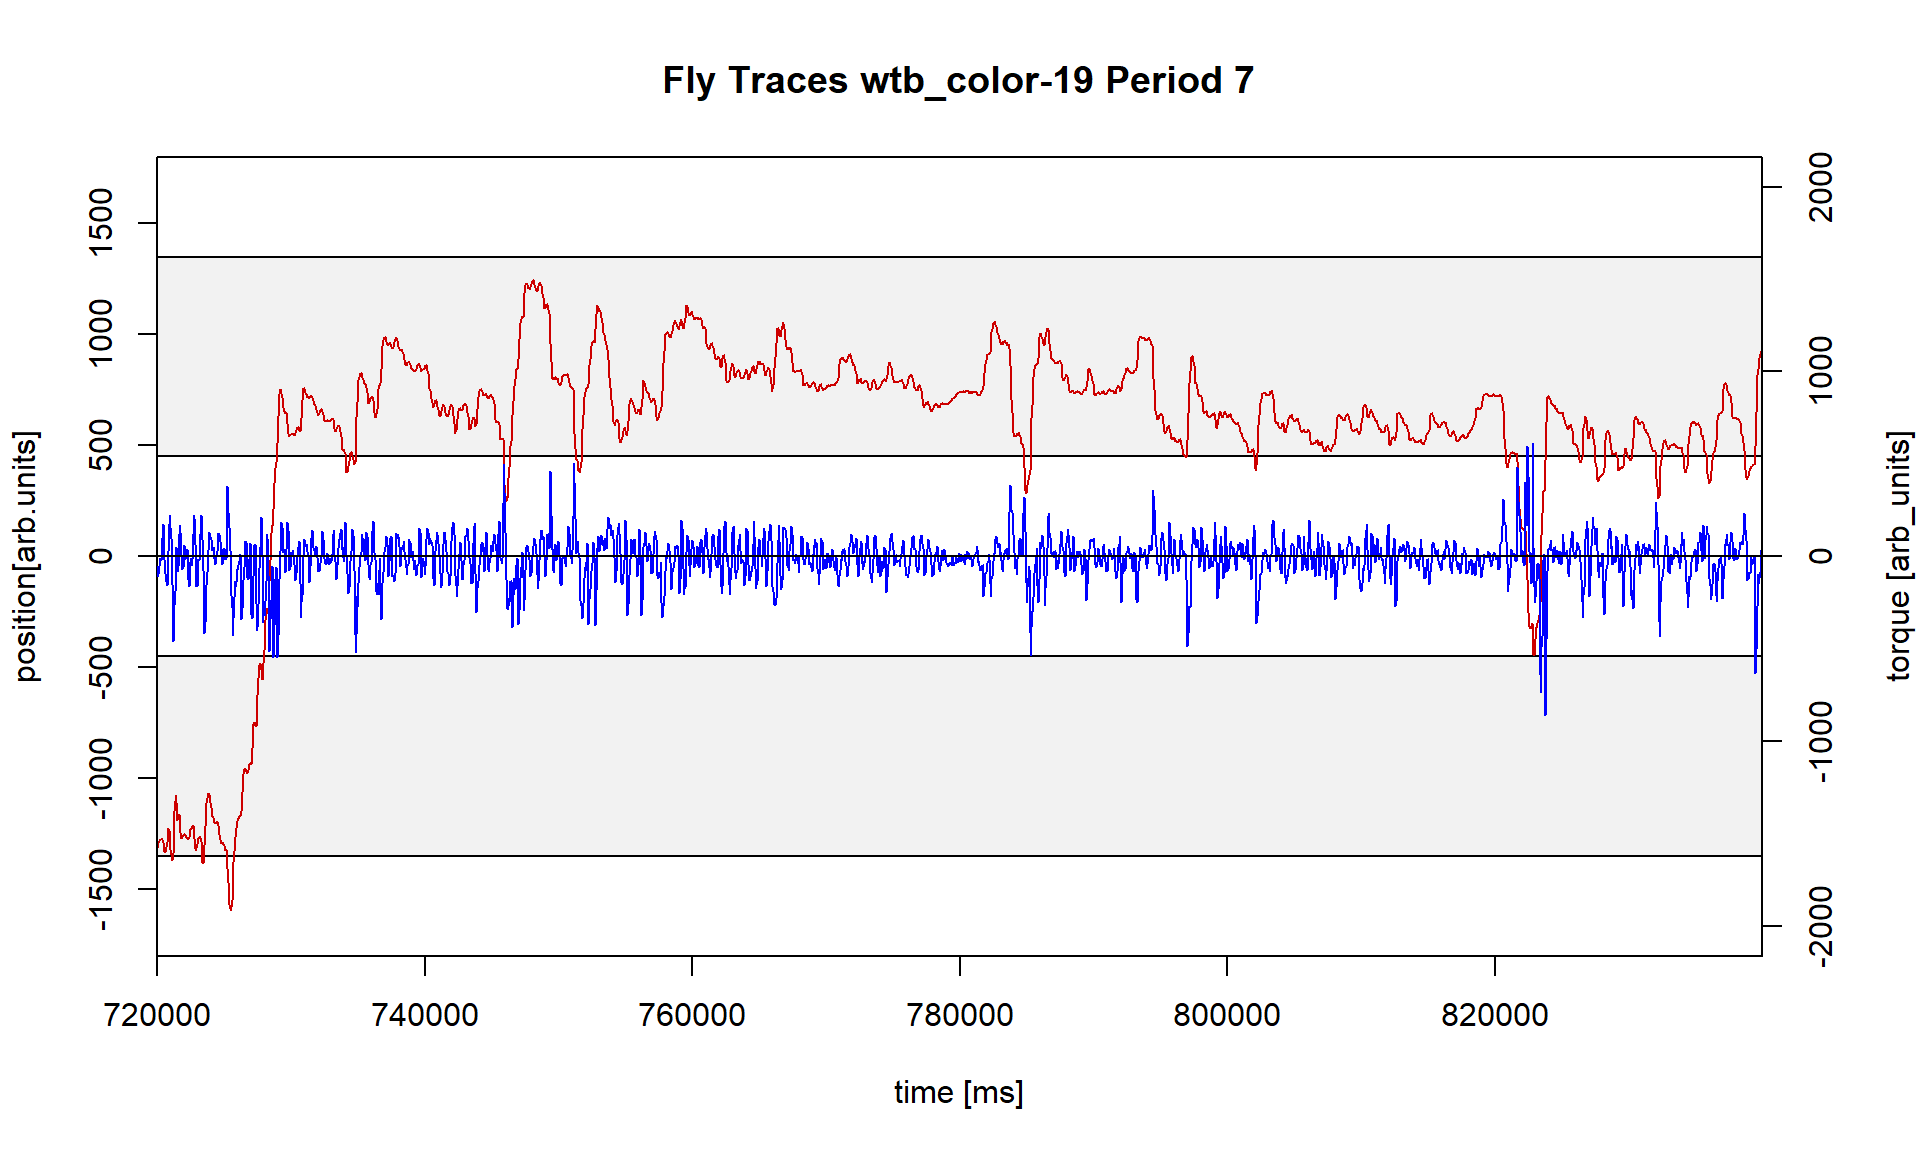 Fly Traces wtb_color-19 Period 7
position[arb.units]
1500
1000
500
0
-500
-1000
-1500
2000
1000
0
-1000
-2000
torque [arb_units]
720000 740000 760000 780000 800000 820000
time [ms]